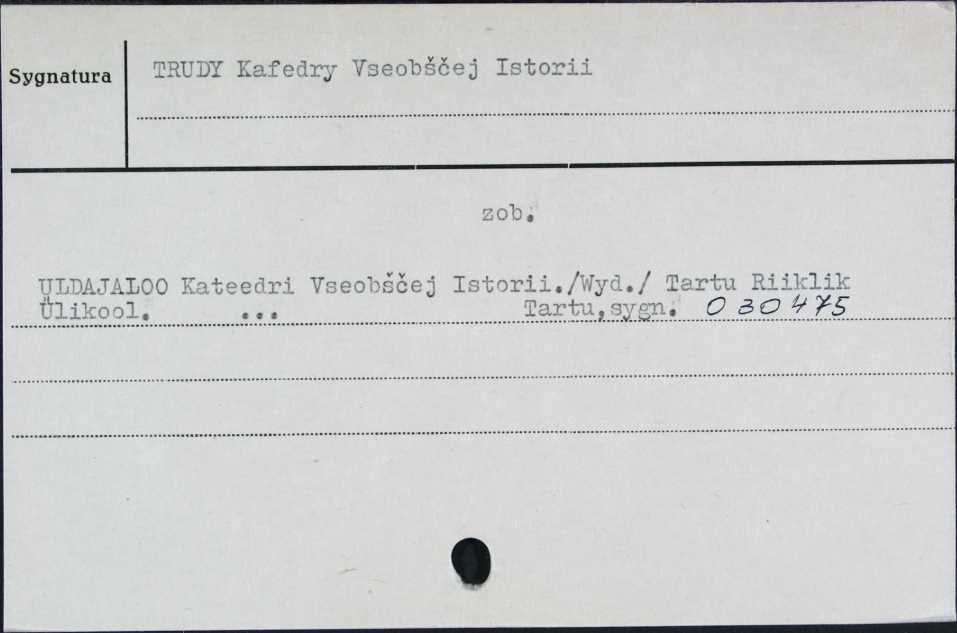 Sygnatura
TRUDY Kafedry Vseobščej Istorii
zob.
ULDAJALOO Kateedri Vseobščej Istorii./Wyd./ Tartu Riiklik
Ülikool. ... Tartu,sygn. 030475